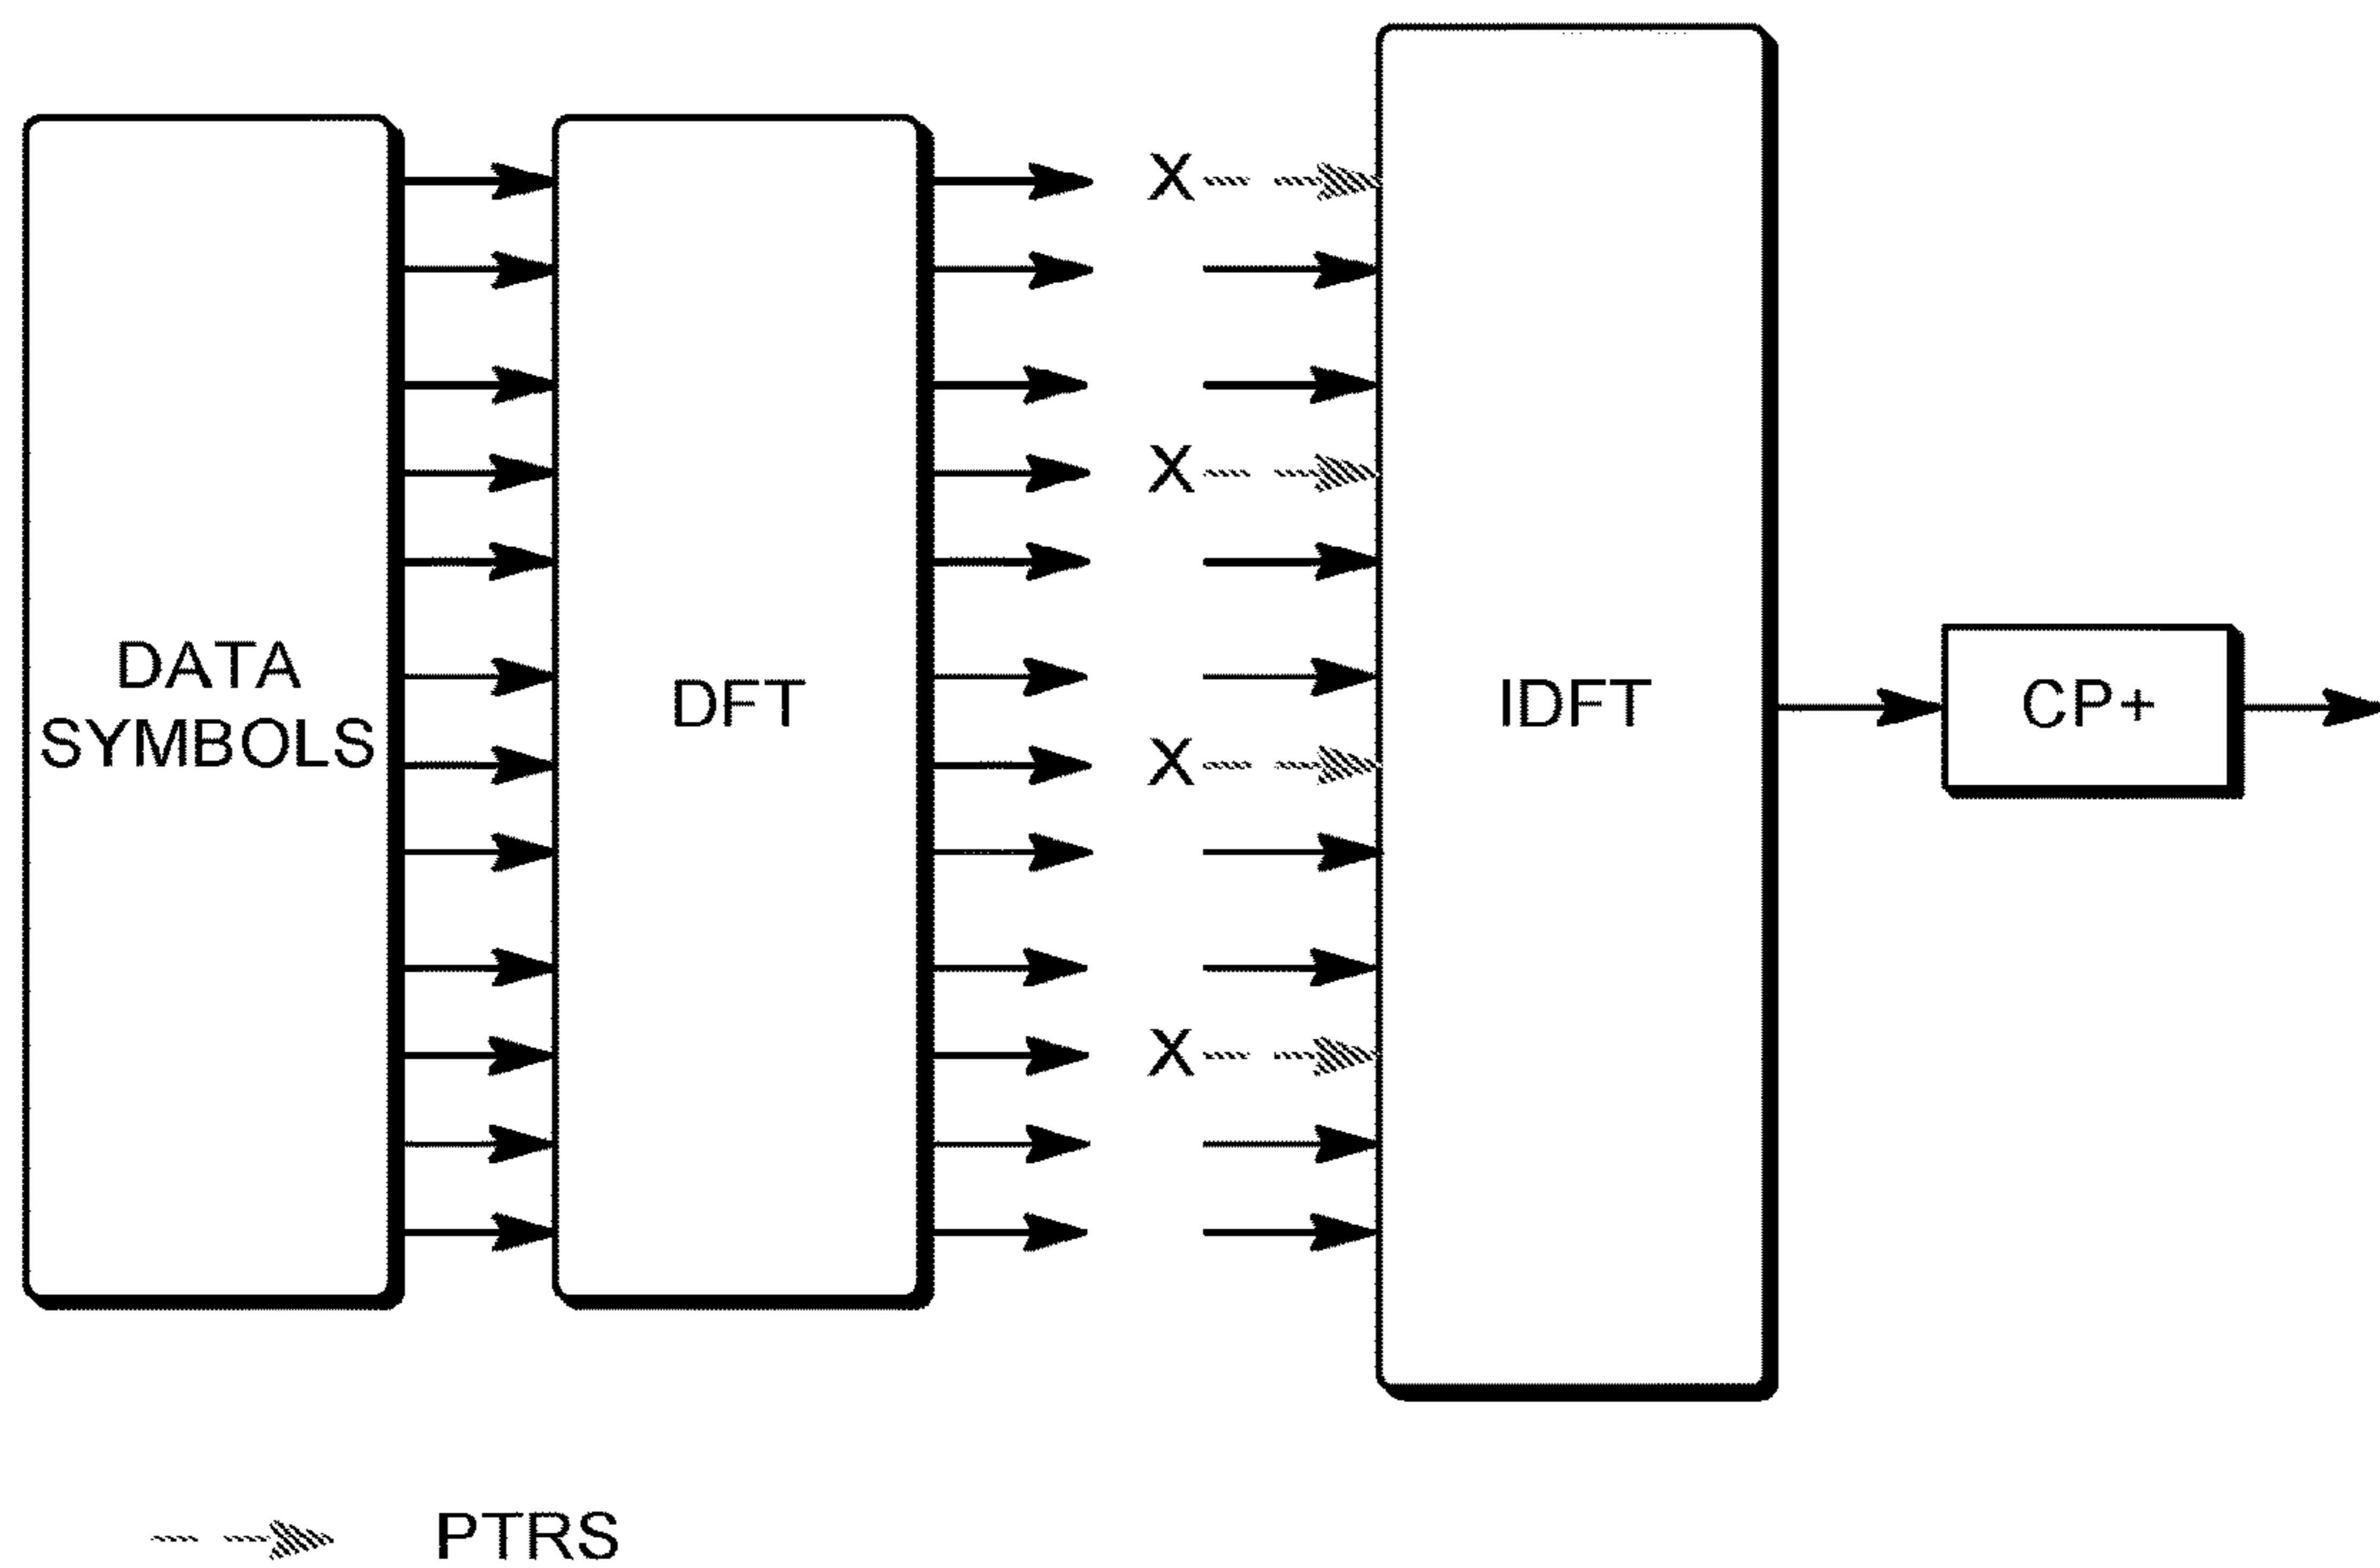 DATA
SYMBOLS
DFT
X
X
X
X
IDFT
CP+
PTRS